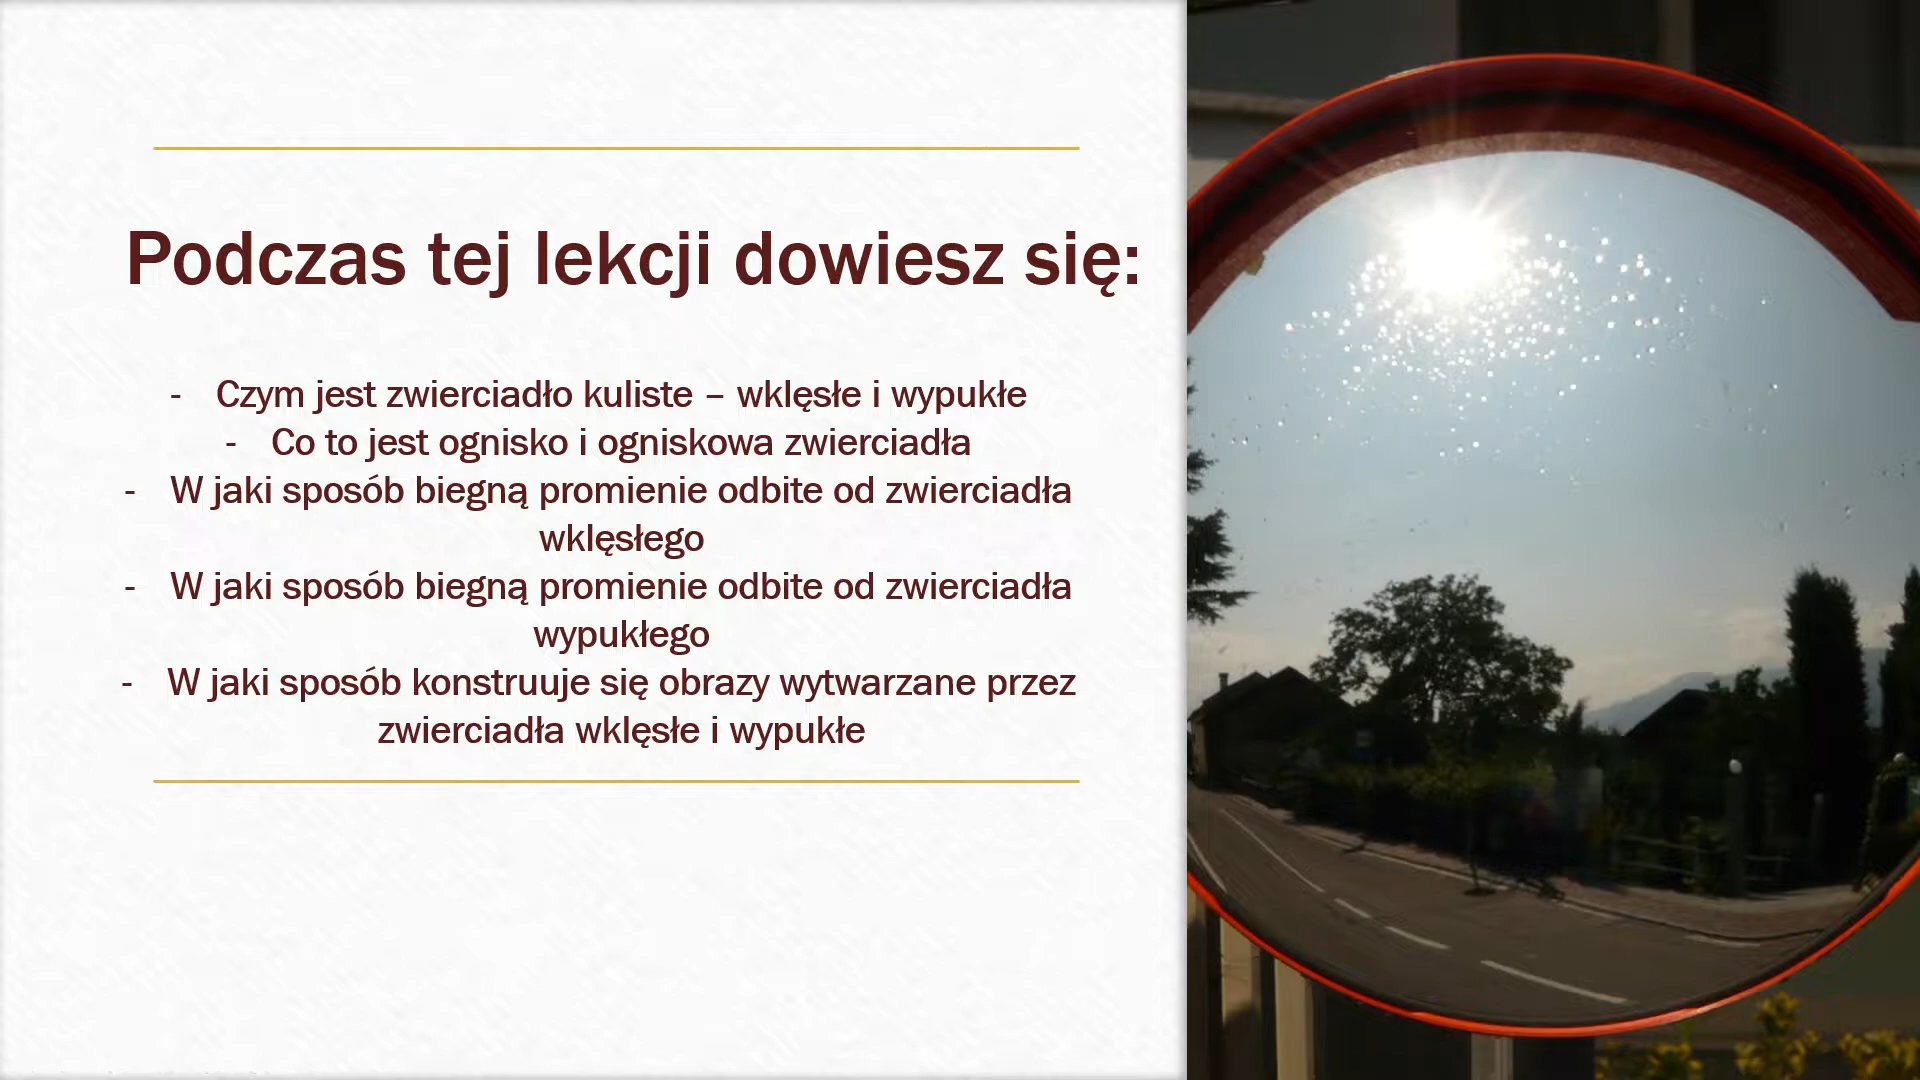 Podczas tej lekcji dowiesz się:
- Czym jest zwierciadło kuliste – wklęsłe i wypukłe
- Co to jest ognisko i ogniskowa zwierciadła
- W jaki sposób biegną promienie odbite od zwierciadła
wklęsłego
- W jaki sposób biegną promienie odbite od zwierciadła
wypukłego
- W jaki sposób konstruuje się obrazy wytwarzane przez
zwierciadła wklęsłe i wypukłe